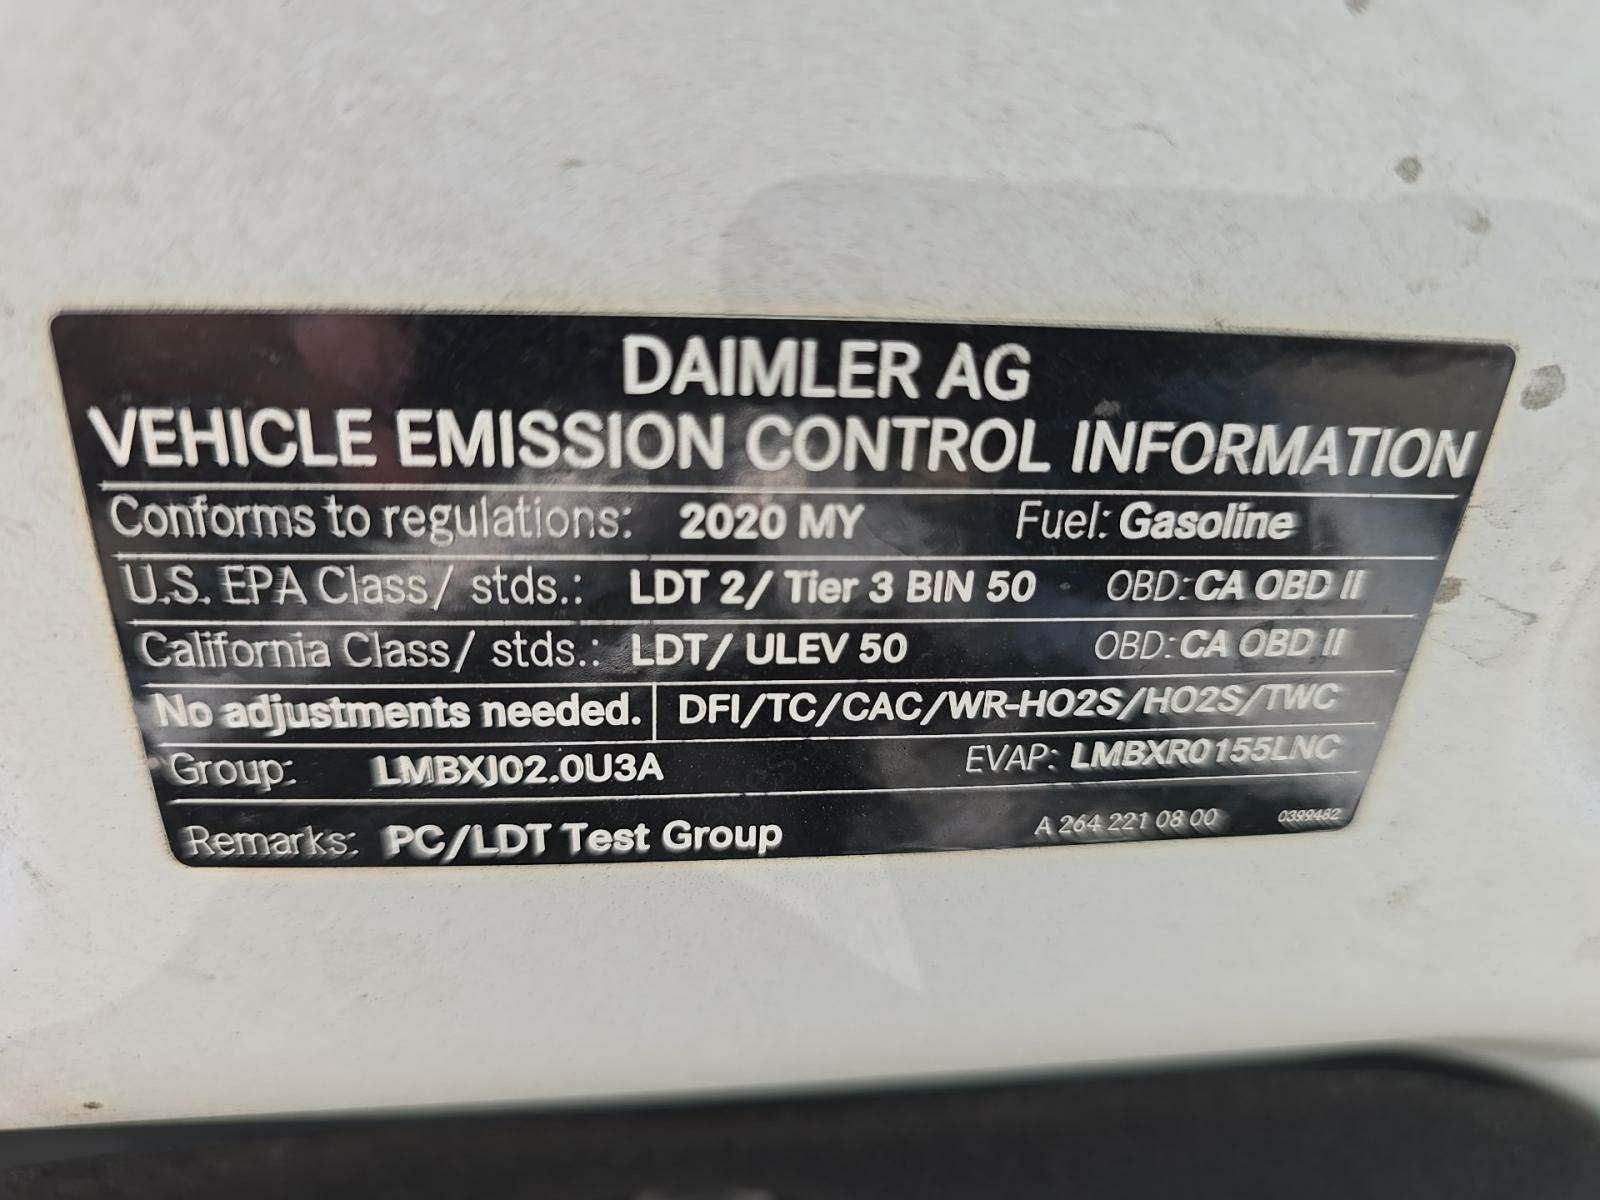 DAIMLER AG
VEHICLE EMISSION CONTROL INFORMATION
Conforms to regulations: 2020 MY Fuel: Gasoline
U.S. EPA Class/ stds.: LDT 2/ Tier 3 BIN 50 OBD: CA OBD II
California Class/ stds.: LDT/ ULEV 50 OBD: CA OBD II
No adjustments needed. DFI/TC/CAC/WR-HO2S/HO2S/TWC
Group: LMBXJ02.0U3A EVAP: LMBXR0155LNC
Remarks: PC/LDT Test Group A 264 221 08 00 0399482